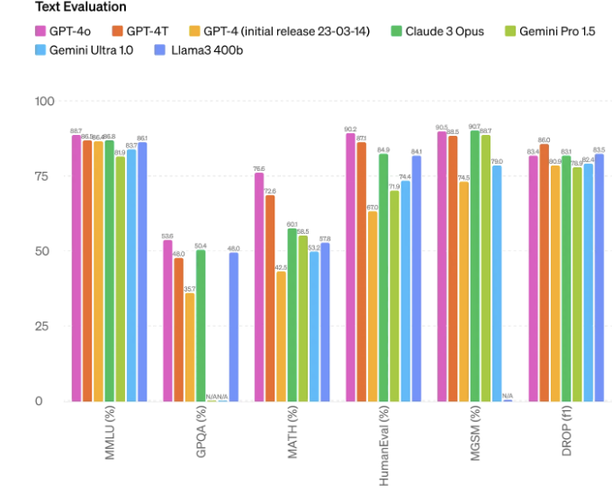 Text Evaluation
GPT-4o GPT-4T GPT-4 (initial release 23-03-14) Claude 3 Opus Gemini Pro 1.5
Gemini Ultra 1.0 Llama3 400b
100
88.7 86.5 86.4 86.8 81.9 83.7 86.1
53.6 48.0 35.7 50.4 N/A N/A 48.0
76.6 72.6 42.5 60.1 58.5 53.2 57.8
90.2 87.1 67.0 84.9 71.9 74.4 84.1
90.5 88.5 74.5 90.7 88.7 79.0 N/A
83.4 86.0 80.9 83.1 78.9 82.4 83.5
75
50
25
0
MMLU (%)
GPQA (%)
MATH (%)
HumanEval (%)
MGSM (%)
DROP (f1)